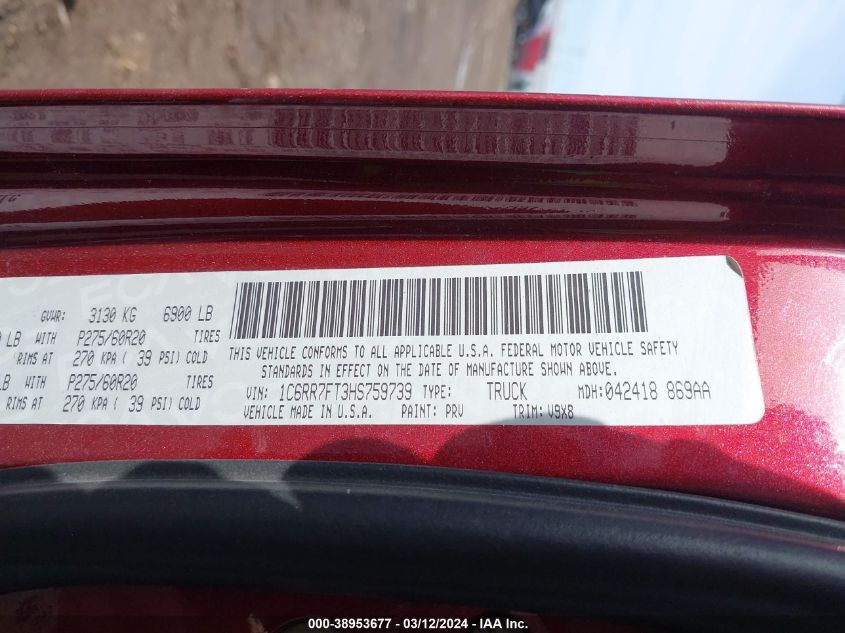 GVWR: 3130 KG 6900 LB
LB WITH P275/60R20 TIRES
RIMS AT 270 KPA ( 39 PSI) COLD
LB WITH P275/60R20 TIRES
RIMS AT 270 KPA ( 39 PSI) COLD
THIS VEHICLE CONFORMS TO ALL APPLICABLE U.S.A. FEDERAL MOTOR VEHICLE SAFETY
STANDARDS IN EFFECT ON THE DATE OF MANUFACTURE SHOWN ABOVE.
VIN: 1C6RR7FT3HS759739 TYPE: TRUCK MDH:042418 869AA
VEHICLE MADE IN U.S.A. PAINT: PRV TRIM: V9X8
000-38953677 - 03/12/2024 - IAA Inc.